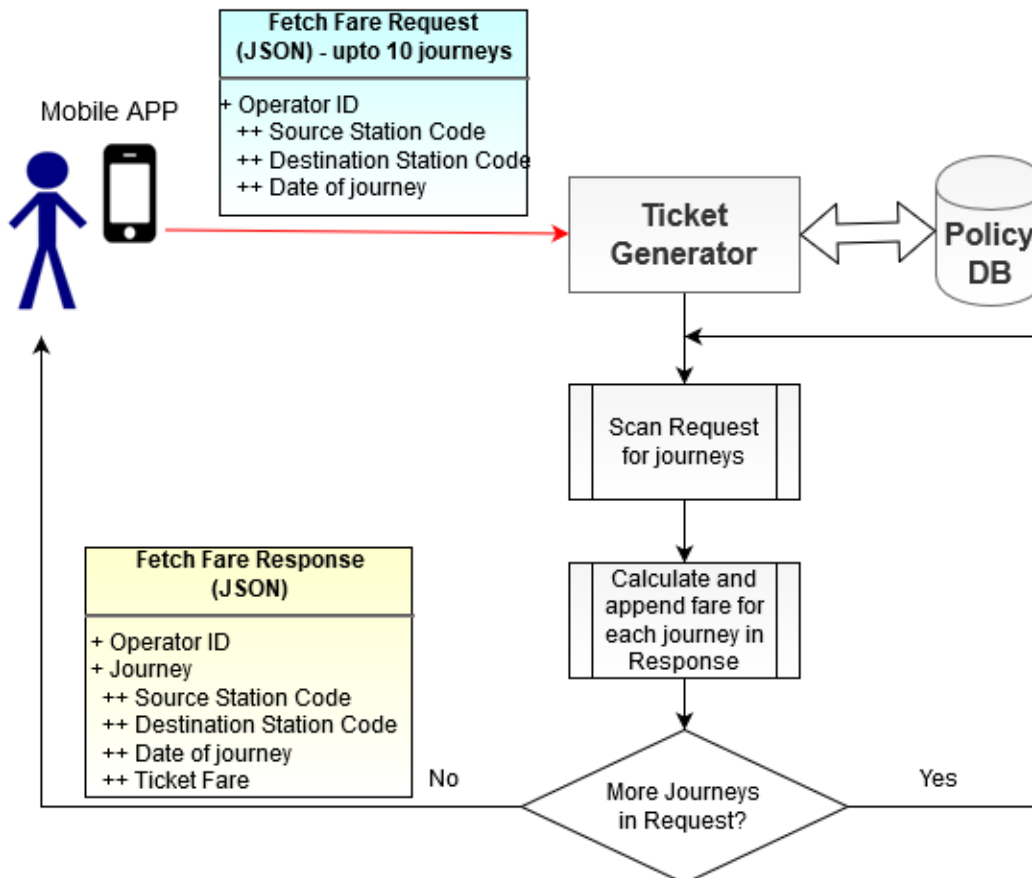 Fetch Fare Request
(JSON) - upto 10 journeys
+ Operator ID
++ Source Station Code
++ Destination Station Code
++ Date of journey
Mobile APP
Ticket
Generator
Policy
DB
Scan Request
for journeys
Calculate and
append fare for
each journey in
Response
Fetch Fare Response
(JSON)
+ Operator ID
+ Journey
++ Source Station Code
++ Destination Station Code
++ Date of journey
++ Ticket Fare
No
More Journeys
in Request?
Yes